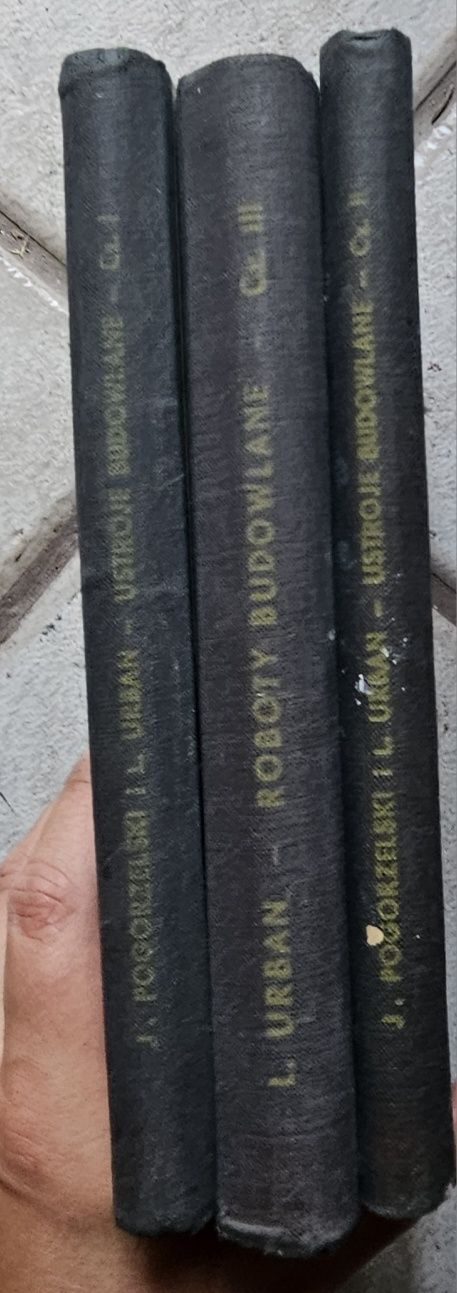 J. POGORZELSKI I L. URBAN – USTROJE BUDOWLANE – Cz. I
L. URBAN – ROBOTY BUDOWLANE – Cz. III
J. POGORZELSKI I L. URBAN – USTROJE BUDOWLANE – Cz. II